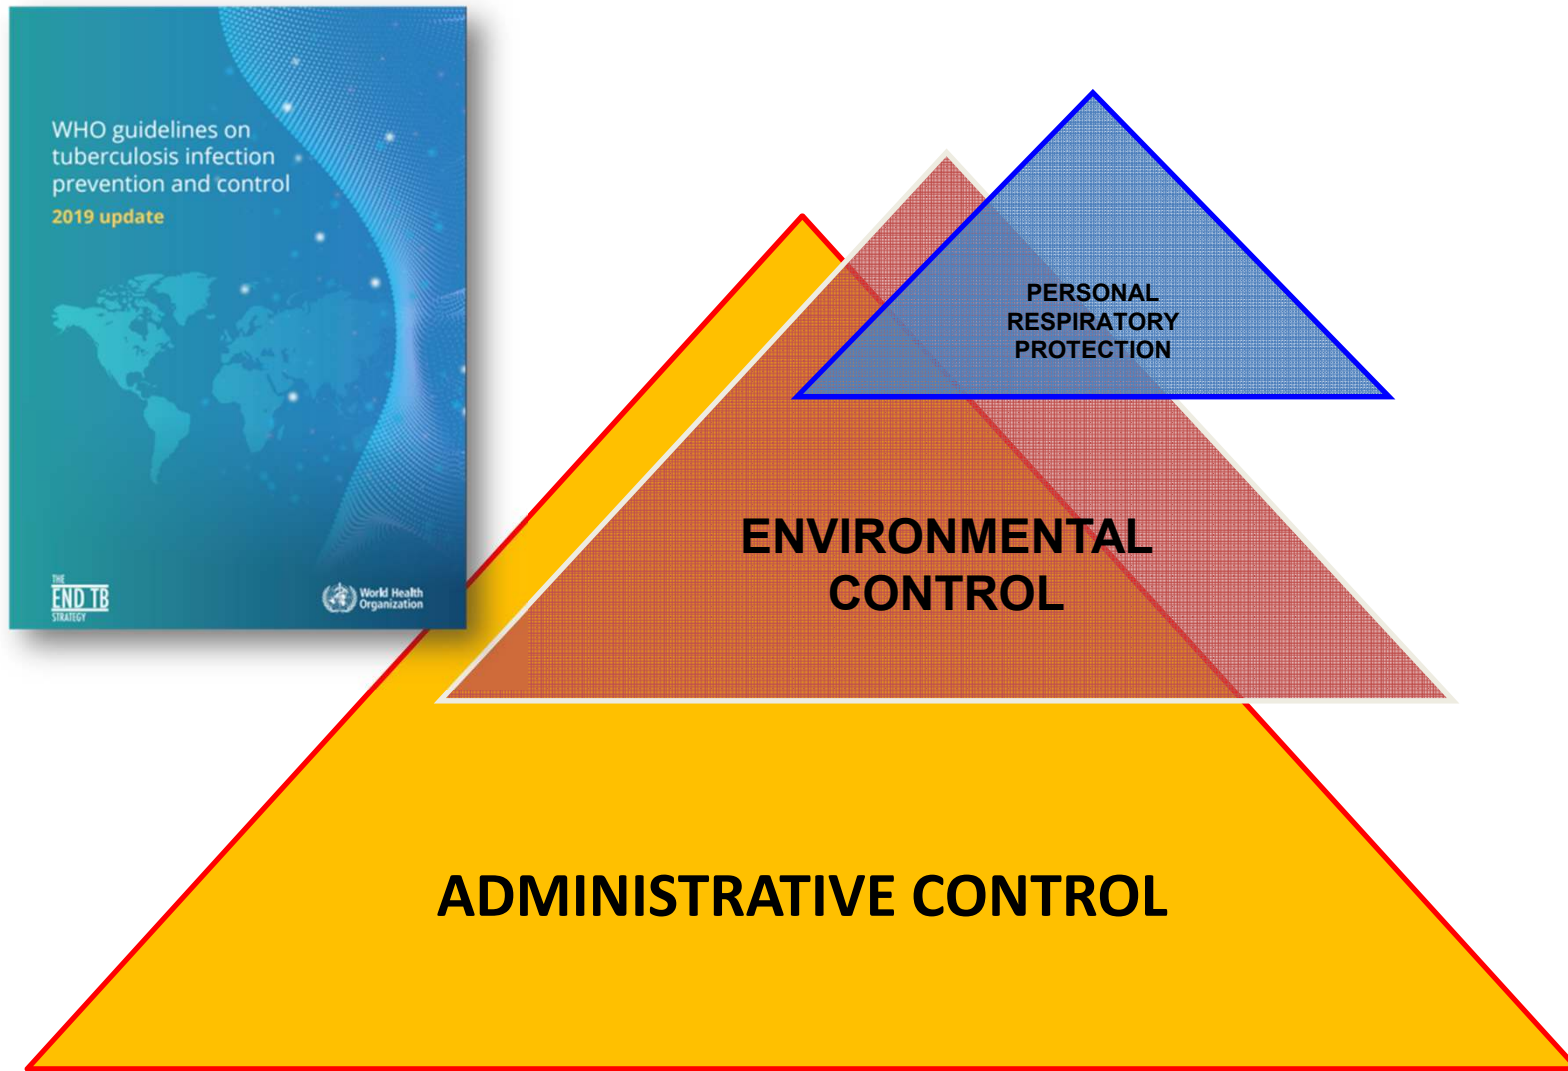 WHO guidelines on
tuberculosis infection
prevention and control
2019 update
THE
END TB
STRATEGY
World Health
Organization
PERSONAL
RESPIRATORY
PROTECTION
ENVIRONMENTAL
CONTROL
ADMINISTRATIVE CONTROL